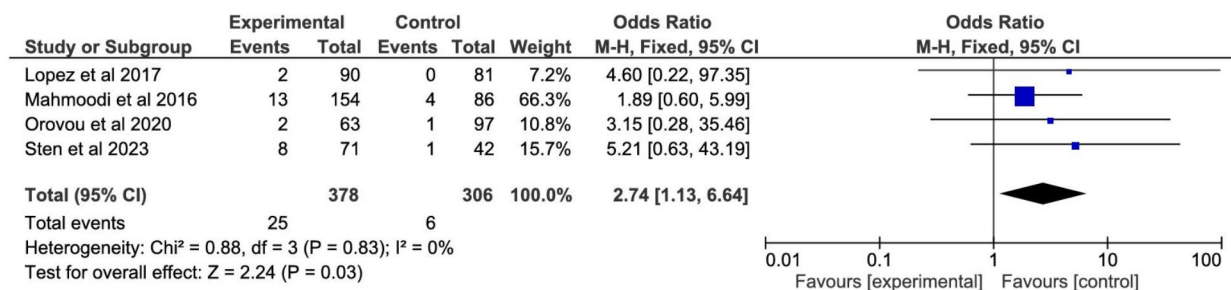 Experimental Control Odds Ratio Odds Ratio
Study or Subgroup Events Total Events Total Weight M-H, Fixed, 95% CI M-H, Fixed, 95% CI
Lopez et al 2017 2 90 0 81 7.2% 4.60 [0.22, 97.35]
Mahmoodi et al 2016 13 154 4 86 66.3% 1.89 [0.60, 5.99]
Orovou et al 2020 2 63 1 97 10.8% 3.15 [0.28, 35.46]
Sten et al 2023 8 71 1 42 15.7% 5.21 [0.63, 43.19]
Total (95% CI) 378 306 100.0% 2.74 [1.13, 6.64]
Total events 25 6
Heterogeneity: Chi² = 0.88, df = 3 (P = 0.83); I² = 0%
Test for overall effect: Z = 2.24 (P = 0.03)
0.01 0.1 1 10 100
Favours [experimental] Favours [control]